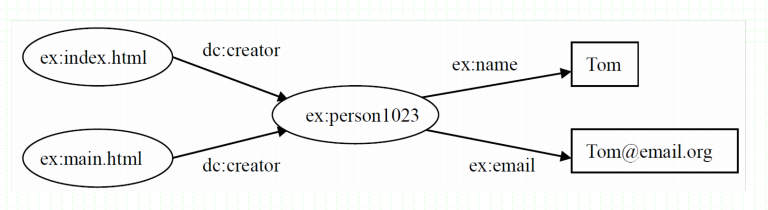 ex:index.html
dc:creator
ex:name
Tom
ex:person1023
ex:main.html
dc:creator
ex:email
Tom@email.org